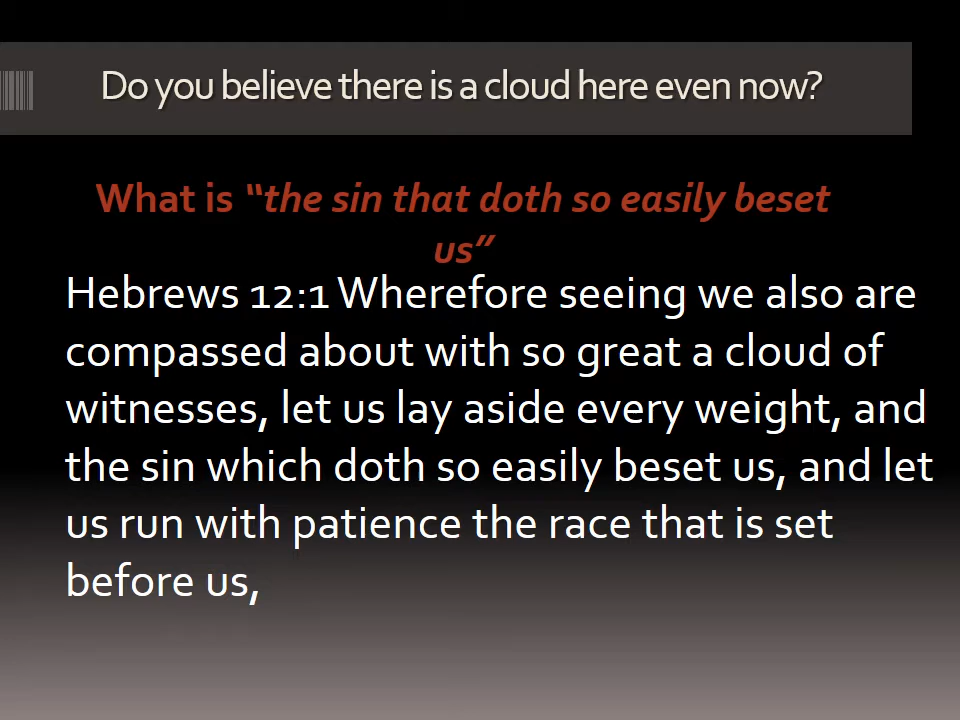 Do you believe there is a cloud here even now?
What is “the sin that doth so easily beset
us”
Hebrews 12:1 Wherefore seeing we also are
compassed about with so great a cloud of
witnesses, let us lay aside every weight, and
the sin which doth so easily beset us, and let
us run with patience the race that is set
before us,